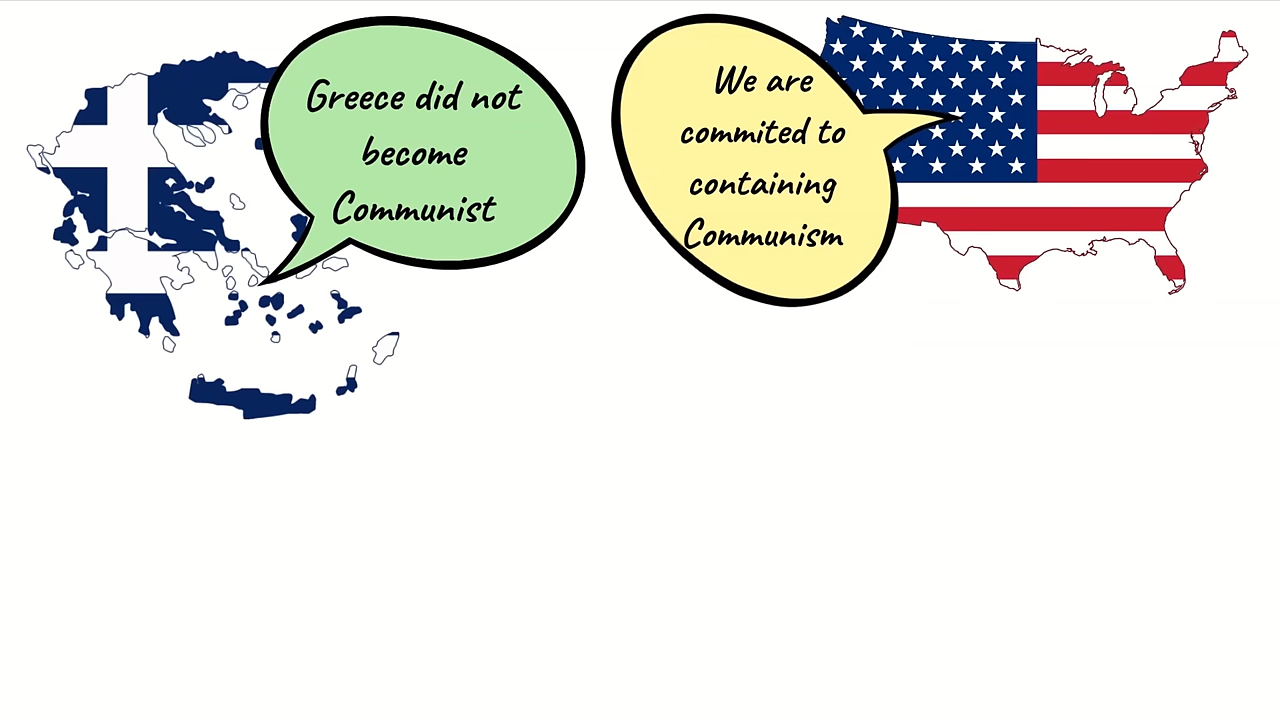 Greece did not
become
Communist
We are
commited to
containing
Communism